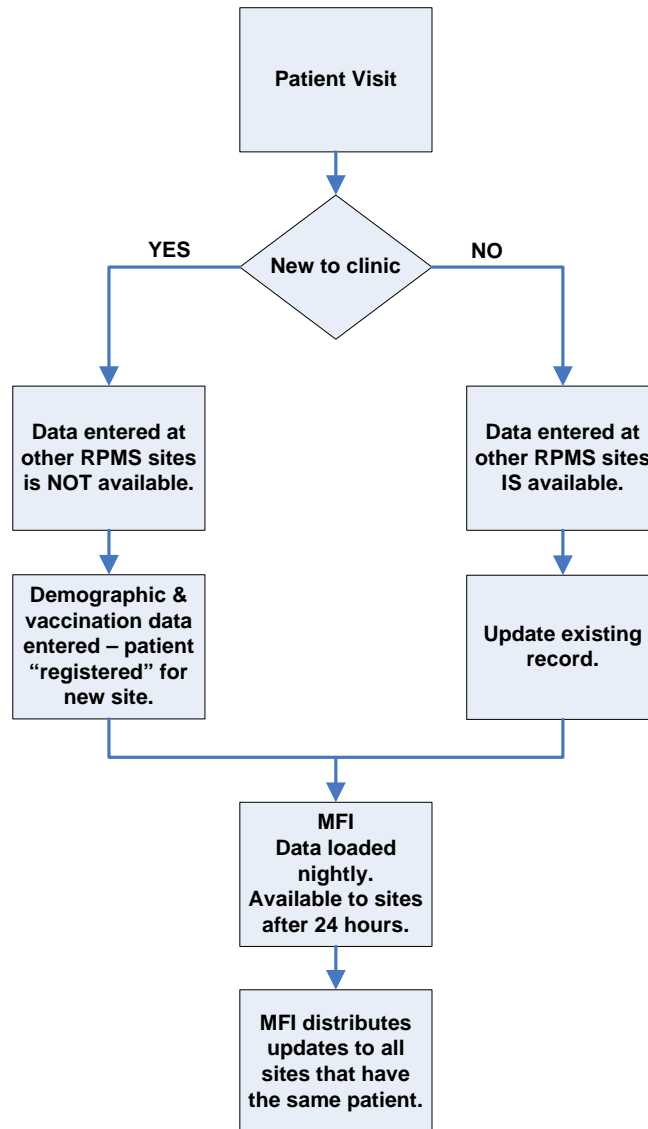 Patient Visit
New to clinic
YES
NO
Data entered at
other RPMS sites
is NOT available.
Data entered at
other RPMS sites
IS available.
Demographic &
vaccination data
entered – patient
“registered” for
new site.
Update existing
record.
MFI
Data loaded
nightly.
Available to sites
after 24 hours.
MFI distributes
updates to all
sites that have
the same patient.